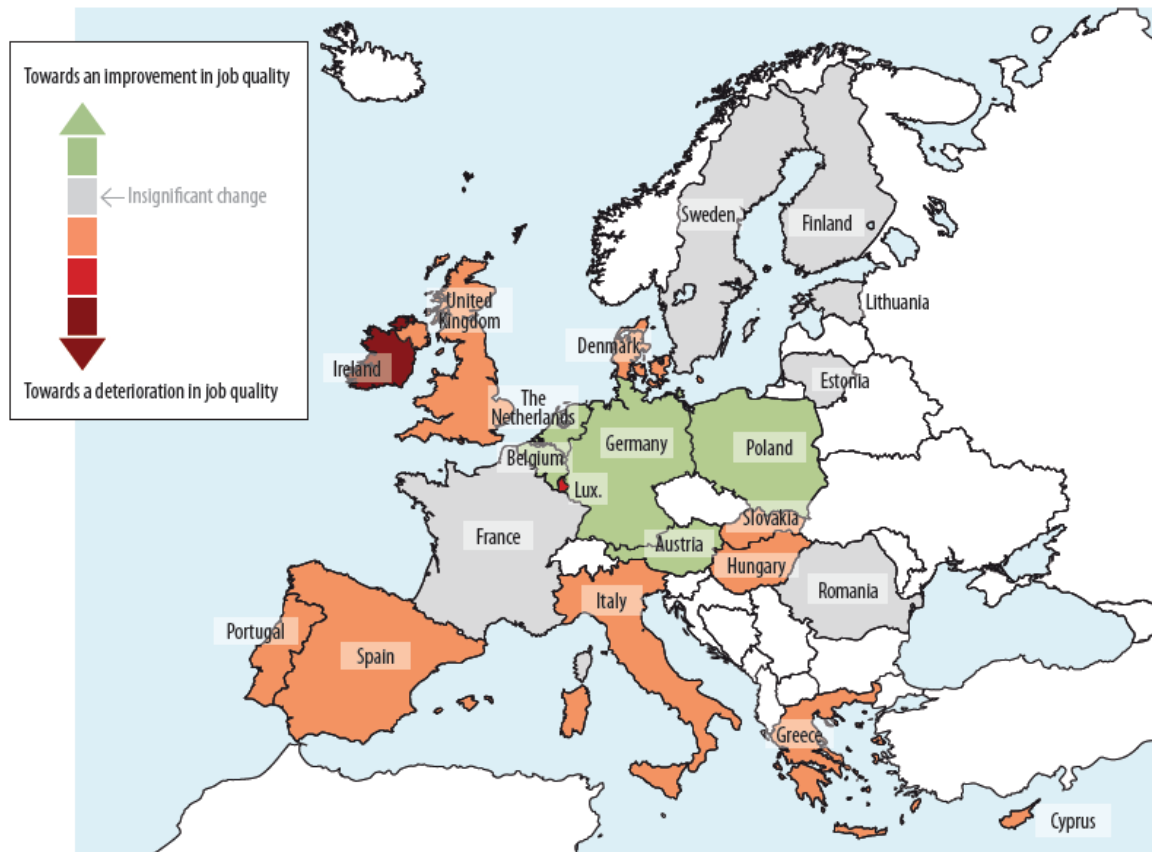 Towards an improvement in job quality
Insignificant change
Towards a deterioration in job quality
Sweden
Finland
Lithuania
United
Kingdom
Denmark
Ireland
Estonia
The
Netherlands
Germany
Poland
Belgium
Lux.
Slovakia
France
Austria
Hungary
Romania
Italy
Portugal
Spain
Greece
Cyprus